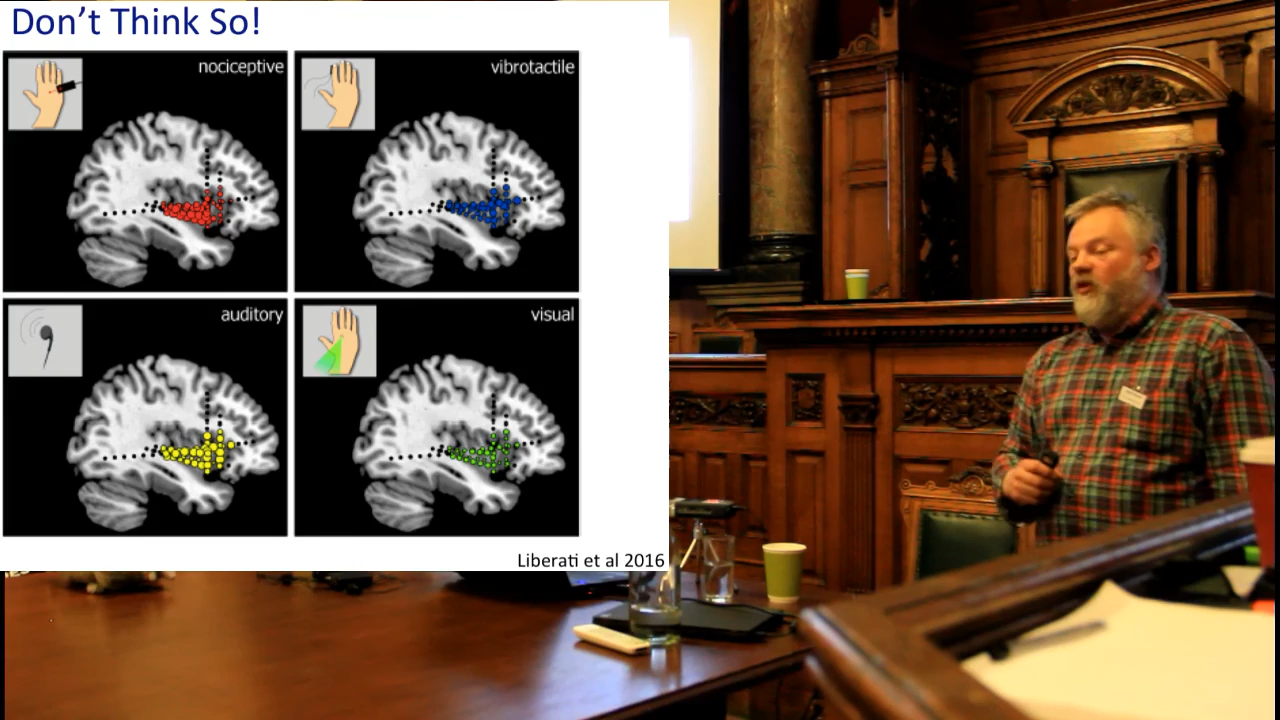 Don't Think So!
nociceptive
vibrotactile
auditory
visual
Liberati et al 2016